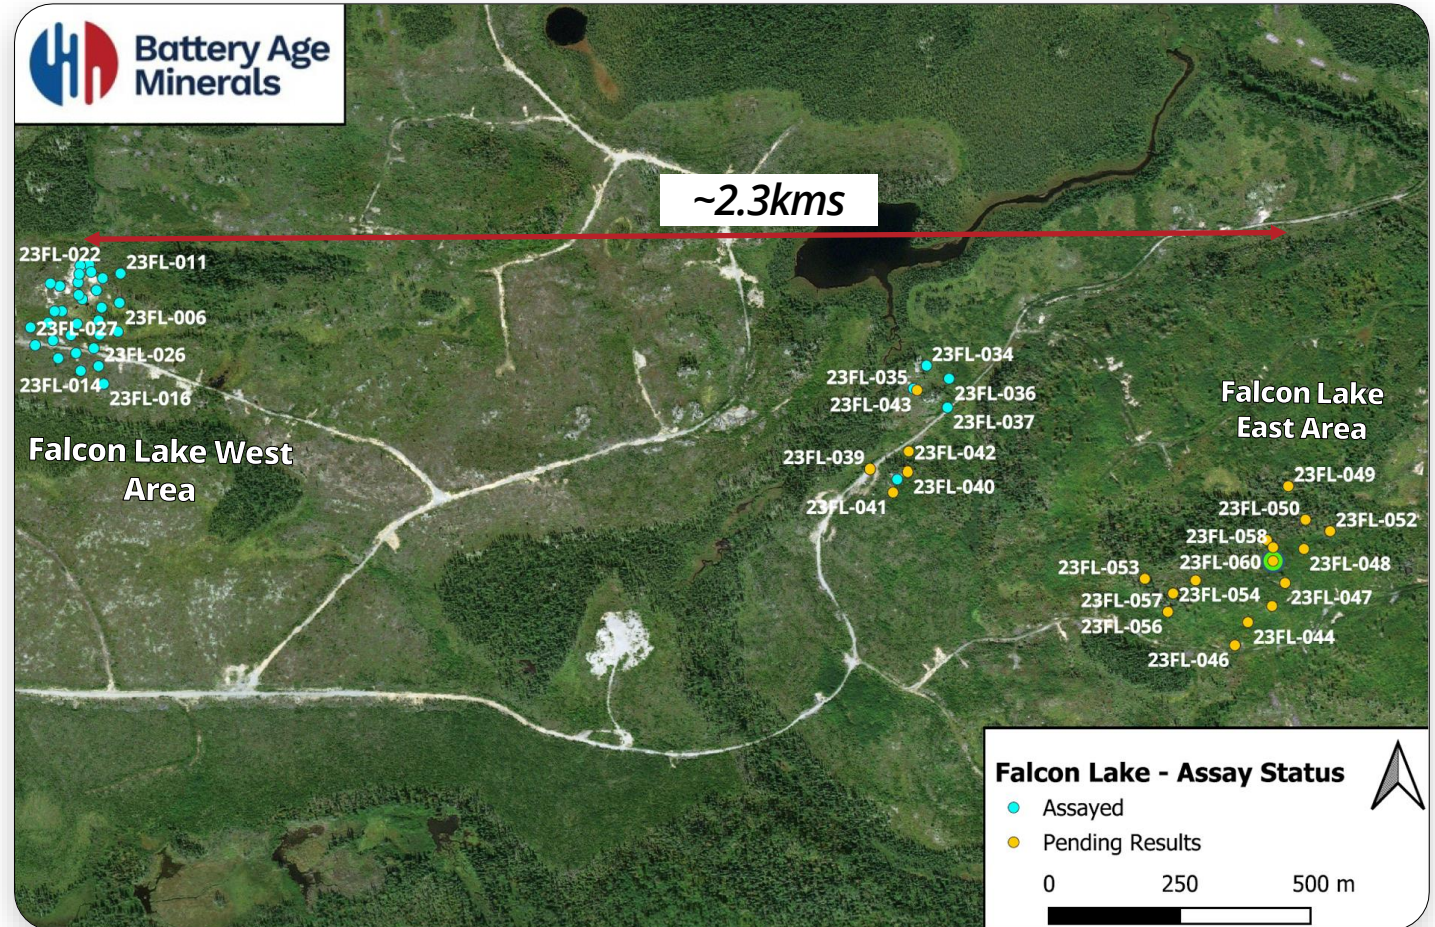 Battery Age
Minerals
~2.3kms
23FL-022
23FL-011
23FL-006
23FL-027
23FL-026
23FL-014
23FL-016
Falcon Lake West
Area
23FL-034
23FL-035
23FL-036
23FL-043
23FL-037
23FL-042
23FL-039
23FL-040
23FL-041
Falcon Lake
East Area
23FL-049
23FL-050
23FL-052
23FL-058
23FL-060
23FL-048
23FL-053
23FL-054
23FL-047
23FL-057
23FL-056
23FL-044
23FL-046
Falcon Lake - Assay Status
Assayed
Pending Results
0 250 500 m